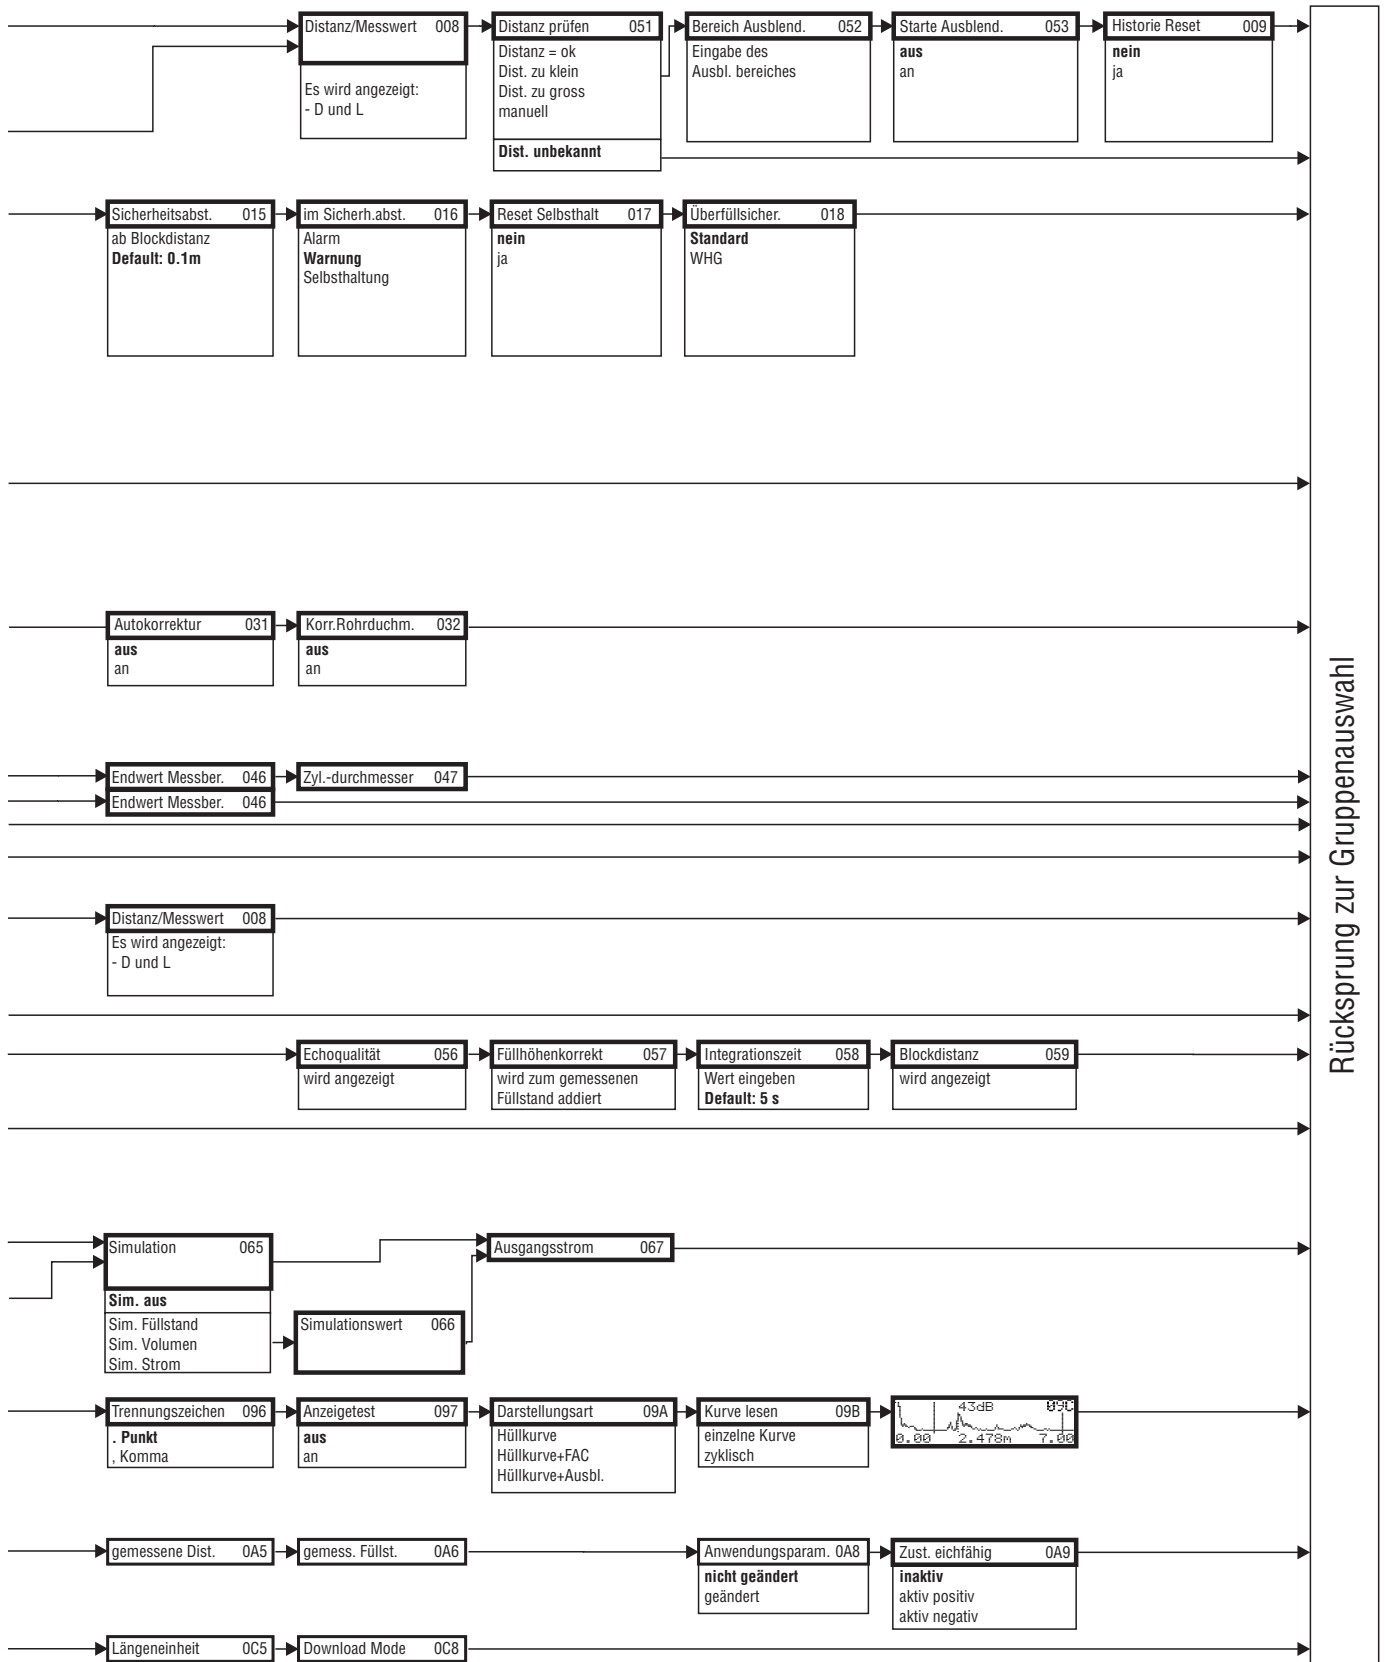 Distanz/Messwert 008
Es wird angezeigt:
- D und L
Distanz prüfen 051
Distanz = ok
Dist. zu klein
Dist. zu gross
manuell
Dist. unbekannt
Bereich Ausblend. 052
Eingabe des
Ausbl. bereiches
Starte Ausblend. 053
aus
an
Historie Reset 009
nein
ja
Sicherheitsabst. 015
ab Blockdistanz
Default: 0.1m
im Sicherh.abst. 016
Alarm
Warnung
Selbsthaltung
Reset Selbsthalt 017
nein
ja
Überfüllsicher. 018
Standard
WHG
Autokorrektur 031
aus
an
Korr.Rohrduchm. 032
aus
an
Endwert Messber. 046
Zyl.-durchmesser 047
Endwert Messber. 046
Distanz/Messwert 008
Es wird angezeigt:
- D und L
Echoqualität 056
wird angezeigt
Füllhöhenkorrekt 057
wird zum gemessenen
Füllstand addiert
Integrationszeit 058
Wert eingeben
Default: 5 s
Blockdistanz 059
wird angezeigt
Simulation 065
Sim. aus
Sim. Füllstand
Sim. Volumen
Sim. Strom
Simulationswert 066
Ausgangsstrom 067
Trennungszeichen 096
. Punkt
, Komma
Anzeigetest 097
aus
an
Darstellungsart 09A
Hüllkurve
Hüllkurve+FAC
Hüllkurve+Ausbl.
Kurve lesen 09B
einzelne Kurve
zyklisch
43dB 09C
0.00 2.478m 7.00
gemessene Dist. 0A5
gemess. Füllst. 0A6
Anwendungsparam. 0A8
nicht geändert
geändert
Zust. eichfähig 0A9
inaktiv
aktiv positiv
aktiv negativ
Längeneinheit 0C5
Download Mode 0C8
Rücksprung zur Gruppenauswahl